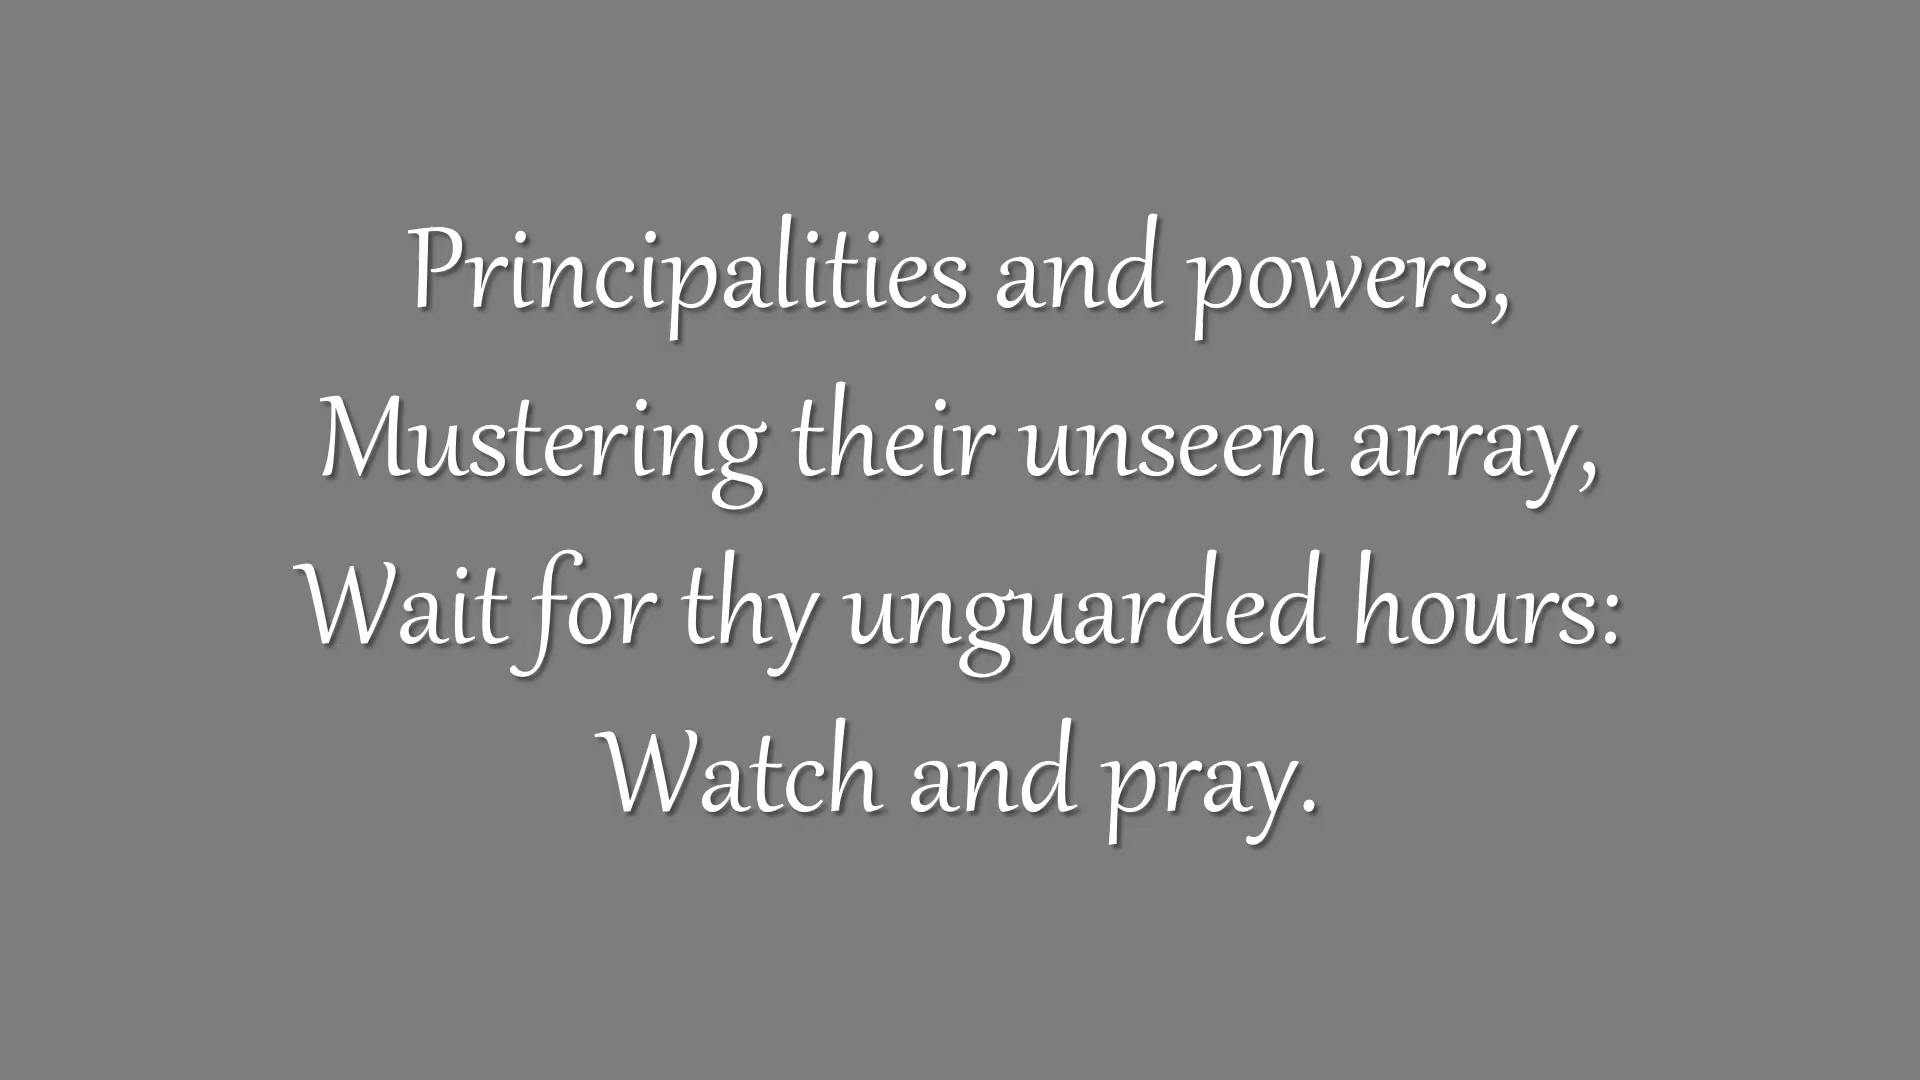 Principalities and powers,
Mustering their unseen array,
Wait for thy unguarded hours:
Watch and pray.